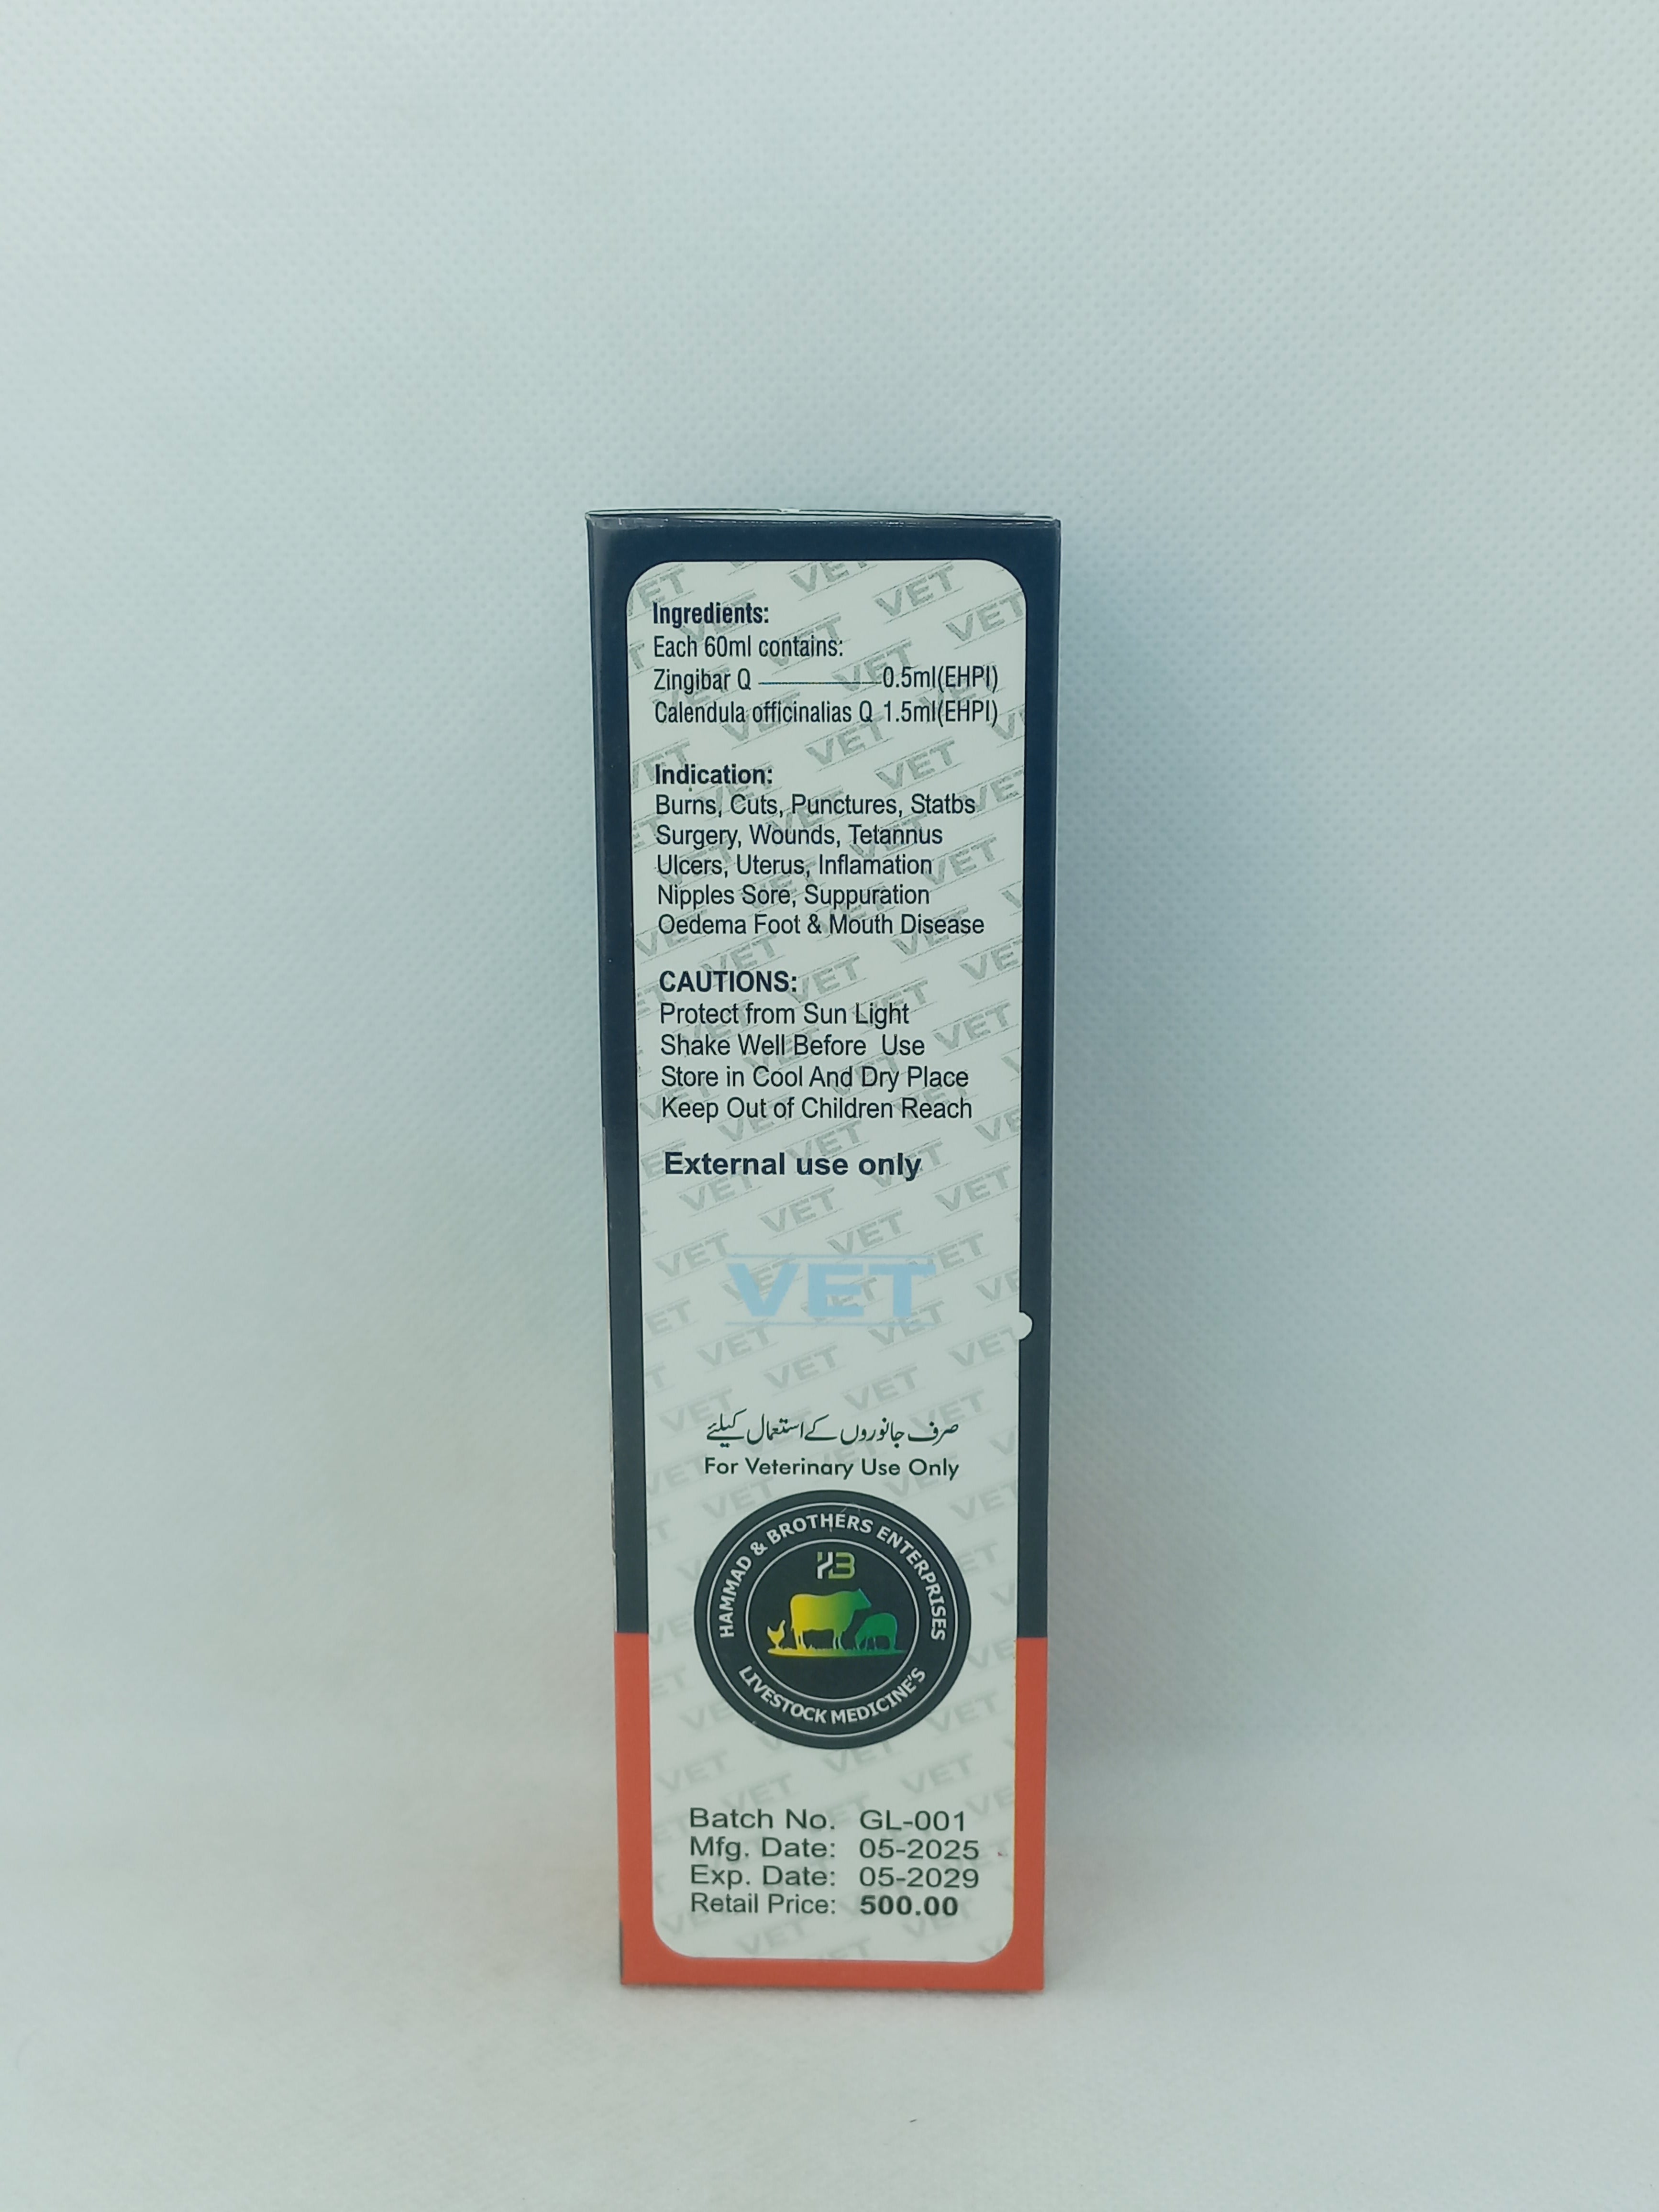 Ingredients:
Each 60ml contains:
Zingibar Q 0.5ml(EHPI)
Calendula officinalias Q 1.5ml(EHPI)
Indication:
Burns, Cuts, Punctures, Statbs
Surgery, Wounds, Tetannus
Ulcers, Uterus, Inflamation
Nipples Sore, Suppuration
Oedema Foot & Mouth Disease
CAUTIONS:
Protect from Sun Light
Shake Well Before Use
Store in Cool And Dry Place
Keep Out of Children Reach
External use only
VET
صرف جانوروں کے استعمال کیلئے
For Veterinary Use Only
HAMMAD & BROTHERS ENTERPRISES
HB
LIVESTOCK MEDICINE'S
Batch No. GL-001
Mfg. Date: 05-2025
Exp. Date: 05-2029
Retail Price: 500.00